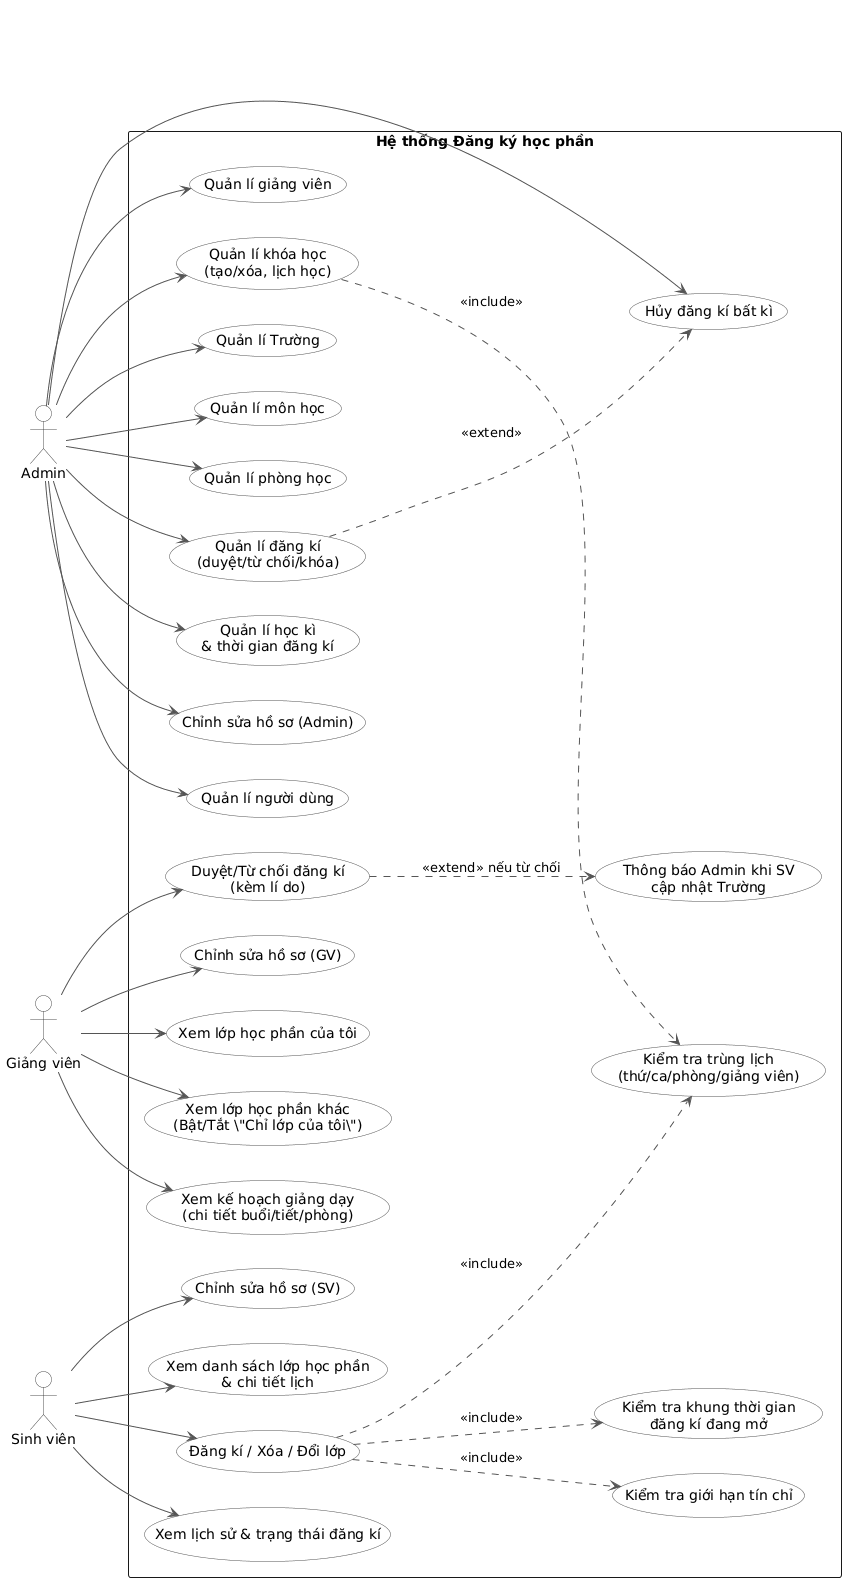 Hệ thống Đăng ký học phần
Quản lí giảng viên
Quản lí khóa học
(tạo/xóa, lịch học)
«include»
Hủy đăng kí bất kì
Quản lí Trường
Quản lí môn học
«extend»
Admin
Quản lí phòng học
Quản lí đăng kí
(duyệt/từ chối/khóa)
Quản lí học kì
& thời gian đăng kí
Chỉnh sửa hồ sơ (Admin)
Quản lí người dùng
Duyệt/Từ chối đăng kí
(kèm lí do)
«extend» nếu từ chối
Thông báo Admin khi SV
cập nhật Trường
Chỉnh sửa hồ sơ (GV)
Xem lớp học phần của tôi
Giảng viên
Kiểm tra trùng lịch
(thứ/ca/phòng/giảng viên)
Xem lớp học phần khác
(Bật/Tắt \"Chỉ lớp của tôi\")
Xem kế hoạch giảng dạy
(chi tiết buổi/tiết/phòng)
«include»
Chỉnh sửa hồ sơ (SV)
Xem danh sách lớp học phần
& chi tiết lịch
Sinh viên
Đăng kí / Xóa / Đổi lớp
«include»
Kiểm tra khung thời gian
đăng kí đang mở
«include»
Kiểm tra giới hạn tín chỉ
Xem lịch sử & trạng thái đăng kí